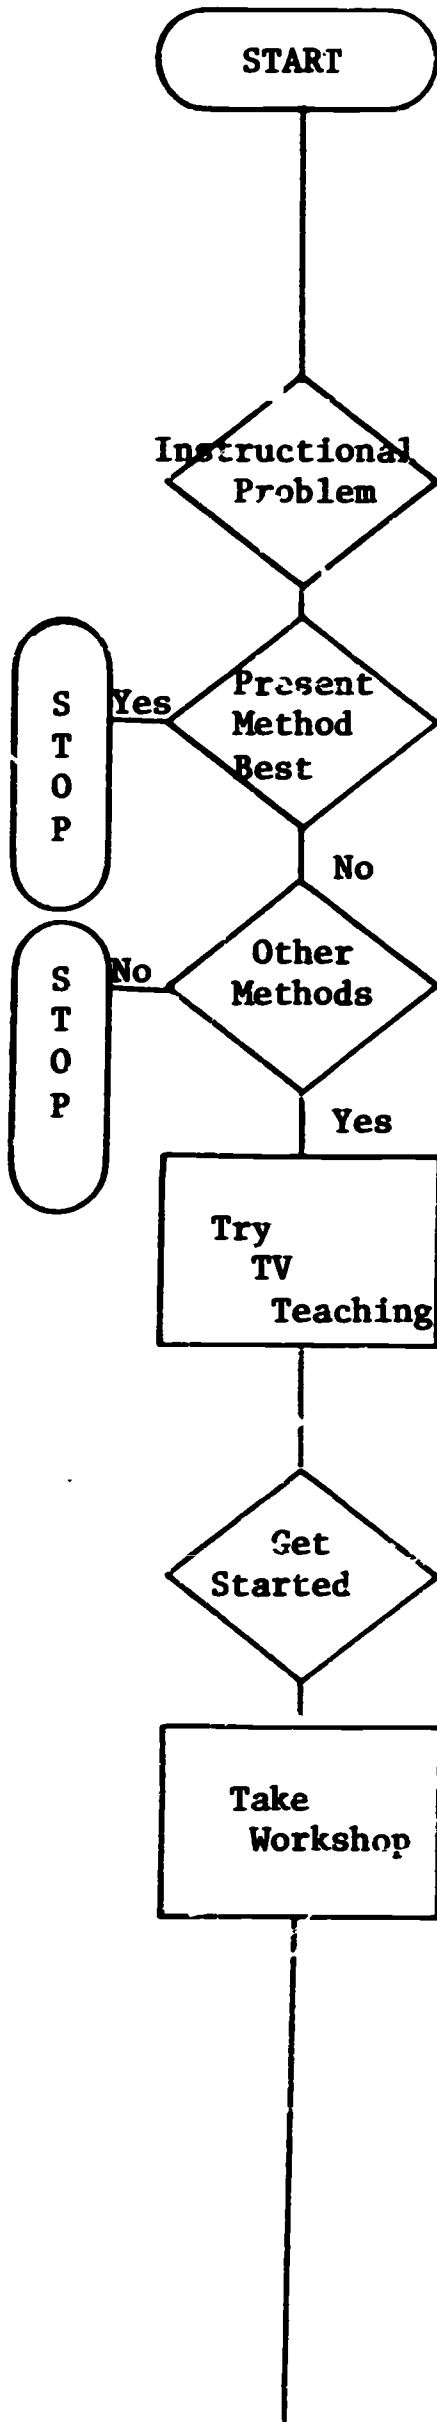 START
Instructional
Problem
Yes
Present
Method
Best
S
T
O
P
No
No
Other
Methods
S
T
O
P
Yes
Try
TV
Teaching
Get
Started
Take
Workshop